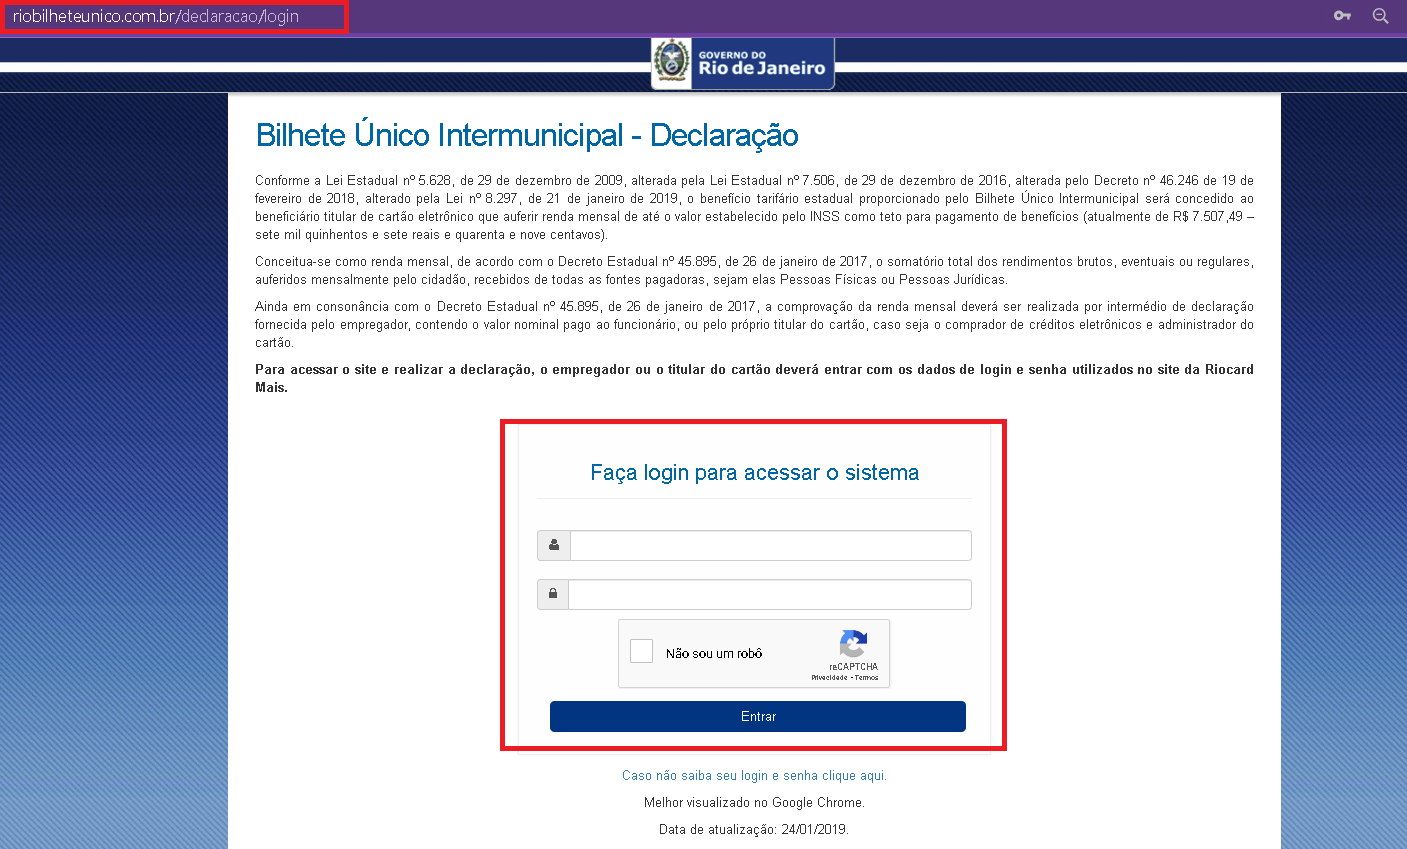 riobilheteunico.com.br/declaracao/login
GOVERNO DO
Rio de Janeiro
Bilhete Único Intermunicipal - Declaração
Conforme a Lei Estadual nº 5.628, de 29 de dezembro de 2009, alterada pela Lei Estadual nº 7.506, de 29 de dezembro de 2016, alterada pelo Decreto nº 46.246 de 19 de
fevereiro de 2018, alterado pela Lei nº 8.297, de 21 de janeiro de 2019, o benefício tarifário estadual proporcionado pelo Bilhete Único Intermunicipal será concedido ao
beneficiário titular de cartão eletrônico que auferir renda mensal de até o valor estabelecido pelo INSS como teto para pagamento de benefícios (atualmente de R$ 7.507,49 –
sete mil quinhentos e sete reais e quarenta e nove centavos).
Conceitua-se como renda mensal, de acordo com o Decreto Estadual nº 45.895, de 26 de janeiro de 2017, o somatório total dos rendimentos brutos, eventuais ou regulares,
auferidos mensalmente pelo cidadão, recebidos de todas as fontes pagadoras, sejam elas Pessoas Físicas ou Pessoas Jurídicas.
Ainda em consonância com o Decreto Estadual nº 45.895, de 26 de janeiro de 2017, a comprovação da renda mensal deverá ser realizada por intermédio de declaração
fornecida pelo empregador, contendo o valor nominal pago ao funcionário, ou pelo próprio titular do cartão, caso seja o comprador de créditos eletrônicos e administrador do
cartão.
Para acessar o site e realizar a declaração, o empregador ou o titular do cartão deverá entrar com os dados de login e senha utilizados no site da Riocard
Mais.
Faça login para acessar o sistema
Não sou um robô
reCAPTCHA
Privacidade - Termos
Entrar
Caso não saiba seu login e senha clique aqui.
Melhor visualizado no Google Chrome.
Data de atualização: 24/01/2019.